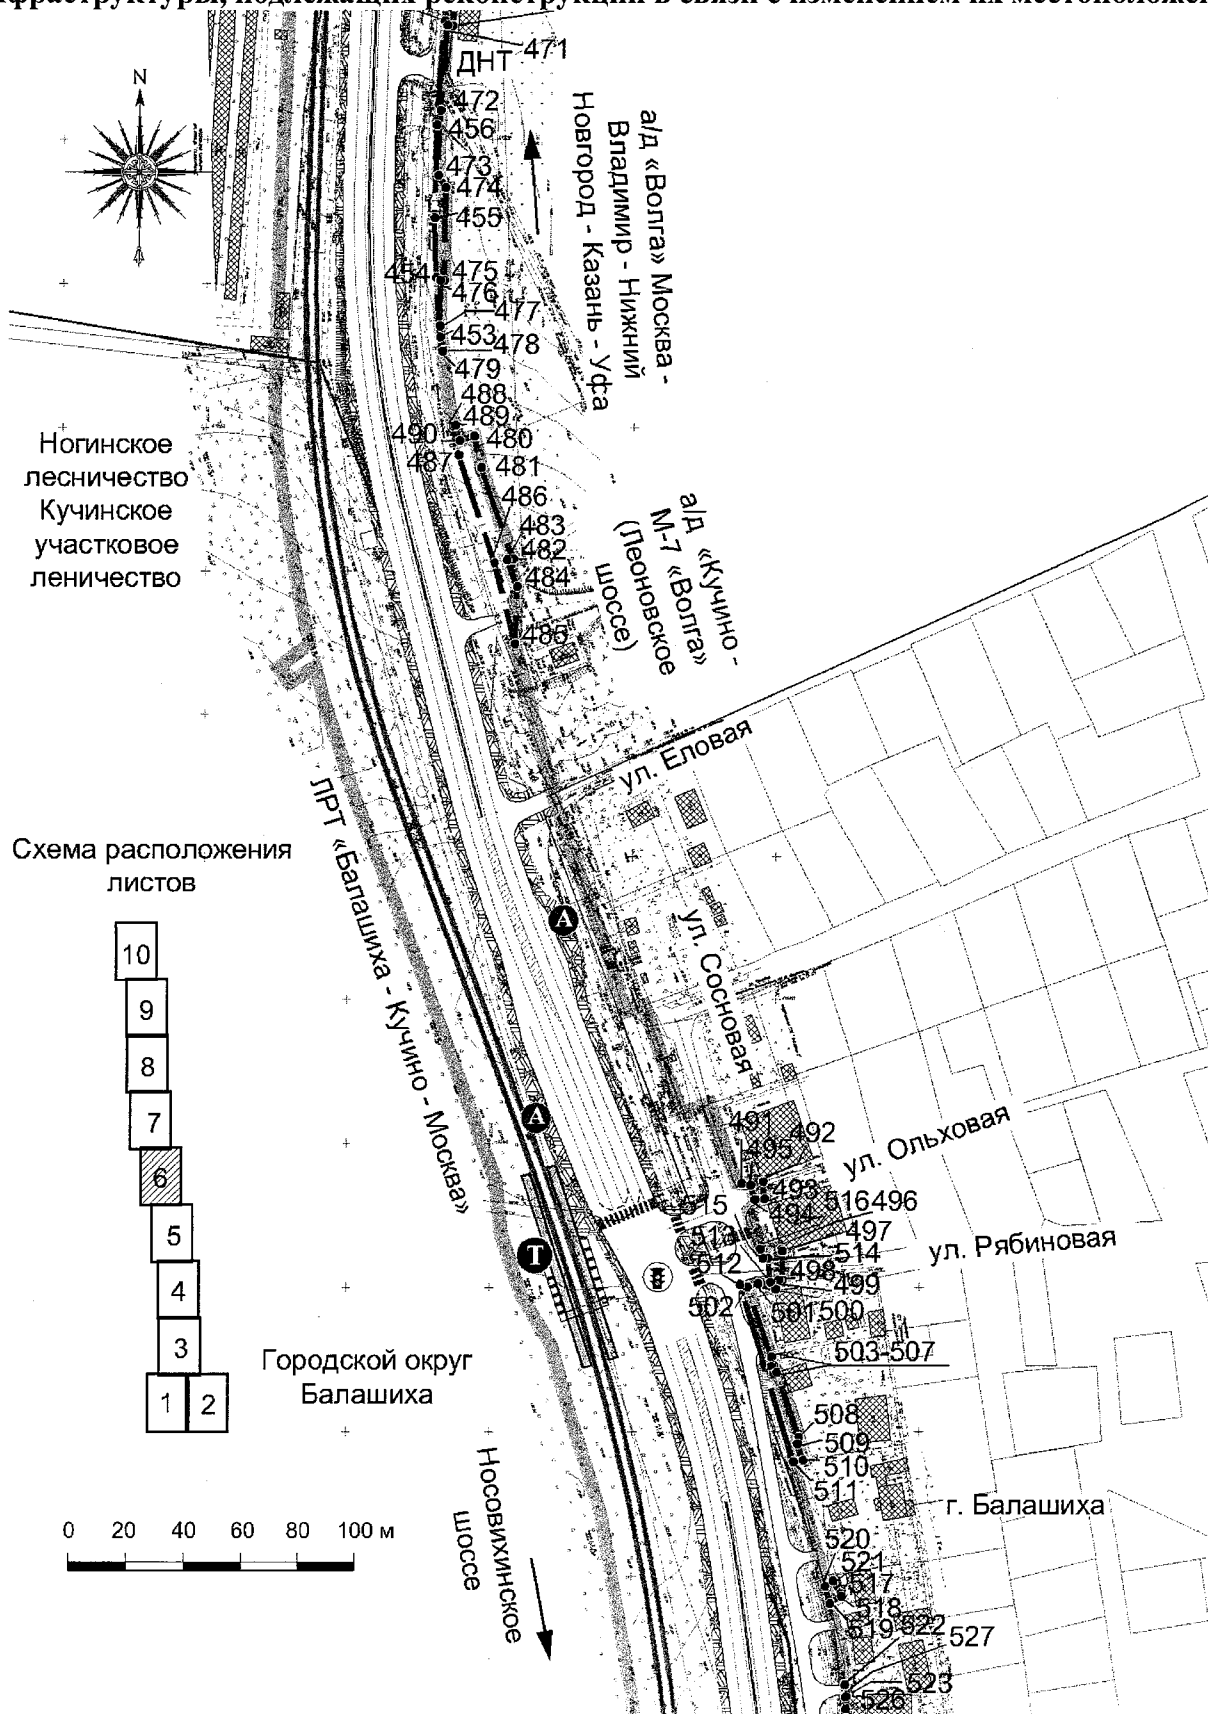 фраструктуры, подлежащих реконструкции в связи с изменением их местоположе
N
ДНТ
471
472
456
473
474
455
454
475
476
477
453
478
479
488
489
490
480
487
481
486
483
482
484
485
а/д «Волга» Москва -
Владимир - Нижний
Новгород - Казань - Уфа
Ногинское
лесничество
Кучинское
участковое
леничество
а/д «Кучино -
М-7 «Волга»
(Леоновское
шоссе)
ул. Еловая
ЛРТ «Балашиха - Кучино - Москва»
Схема расположения
листов
10
9
8
7
6
5
4
3
1
2
А
ул. Сосновая
А
491
492
495
ул. Ольховая
493
494
515
516
496
497
514
512
498
499
ул. Рябиновая
Т
502
501
500
503-507
Городской округ
Балашиха
508
509
510
511
г. Балашиха
Носовихинское
шоссе
0 20 40 60 80 100 м
520
521
517
518
519
522
527
523
526